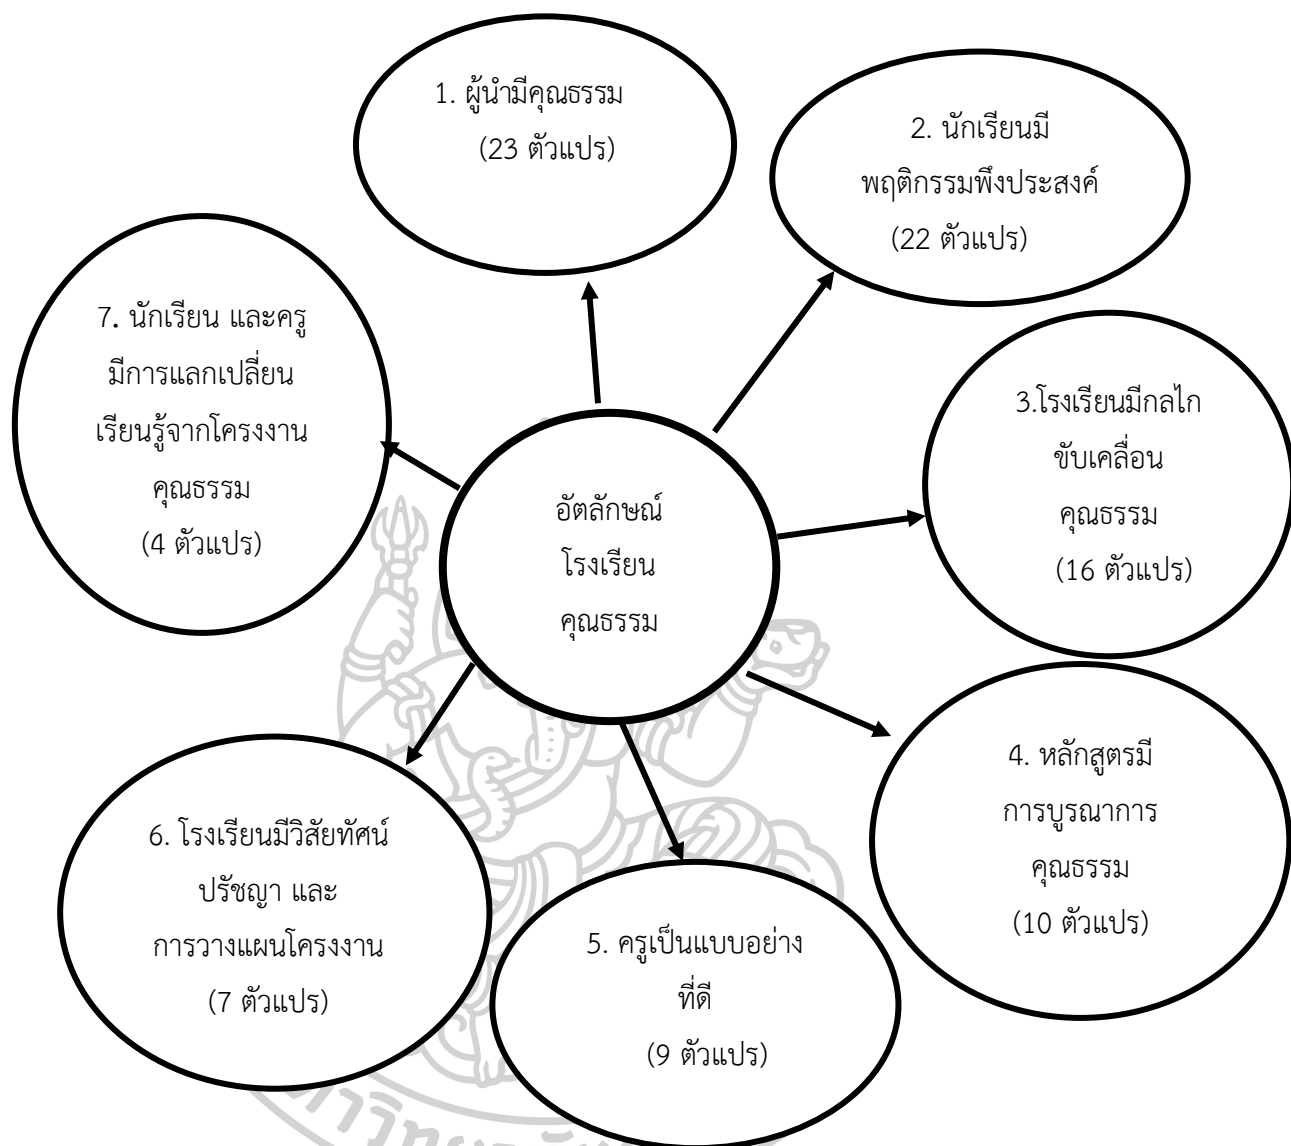 1. ผู้นำมีคุณธรรม
(23 ตัวแปร)
2. นักเรียนมี
พฤติกรรมพึงประสงค์
(22 ตัวแปร)
3.โรงเรียนมีกลไก
ขับเคลื่อน
คุณธรรม
(16 ตัวแปร)
4. หลักสูตรมี
การบูรณาการ
คุณธรรม
(10 ตัวแปร)
5. ครูเป็นแบบอย่าง
ที่ดี
(9 ตัวแปร)
6. โรงเรียนมีวิสัยทัศน์
ปรัชญา และ
การวางแผนโครงงาน
(7 ตัวแปร)
7. นักเรียน และครู
มีการแลกเปลี่ยน
เรียนรู้จากโครงงาน
คุณธรรม
(4 ตัวแปร)
อัตลักษณ์
โรงเรียน
คุณธรรม